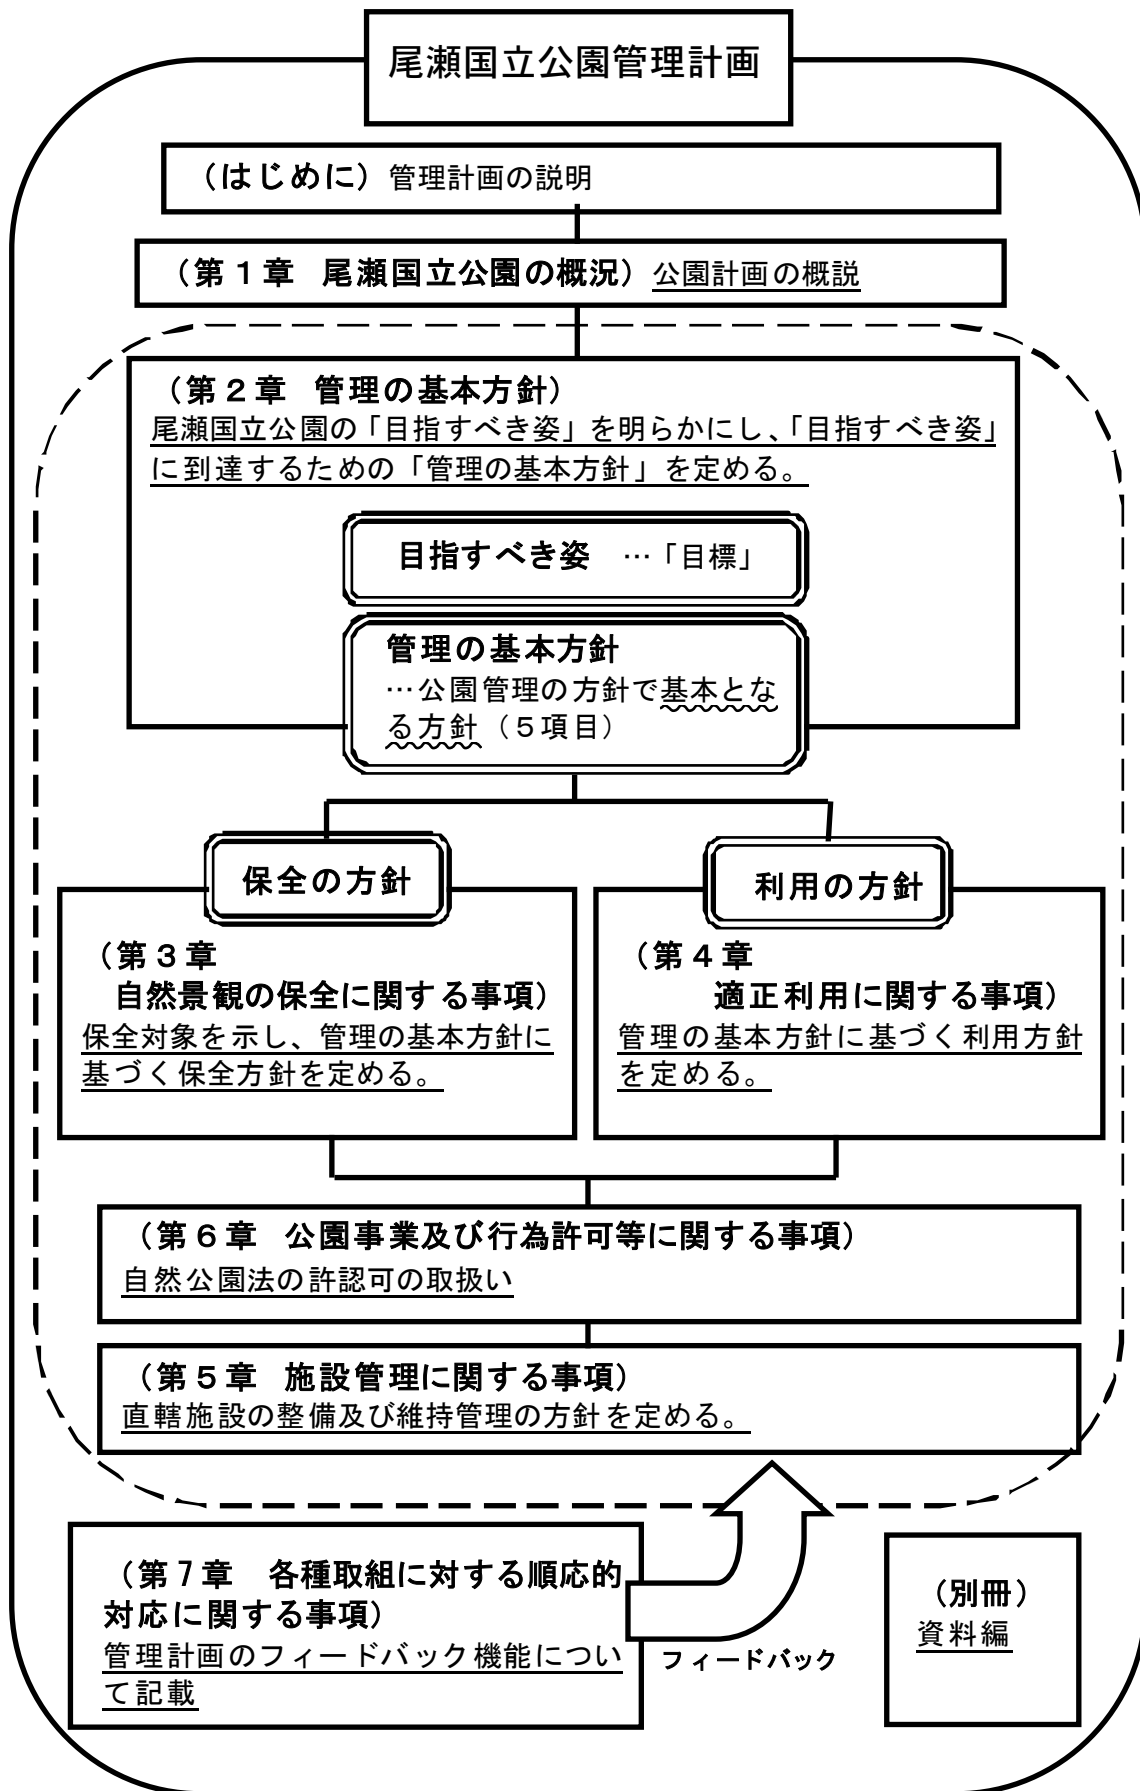 尾瀬国立公園管理計画
（はじめに）管理計画の説明
（第１章　尾瀬国立公園の概況）公園計画の概説
（第２章　管理の基本方針）
尾瀬国立公園の「目指すべき姿」を明らかにし、「目指すべき姿」
に到達するための「管理の基本方針」を定める。
目指すべき姿　…「目標」
管理の基本方針
…公園管理の方針で基本とな
る方針（５項目）
保全の方針
（第３章
自然景観の保全に関する事項）
保全対象を示し、管理の基本方針に
基づく保全方針を定める。
利用の方針
（第４章
適正利用に関する事項）
管理の基本方針に基づく利用方針
を定める。
（第６章　公園事業及び行為許可等に関する事項）
自然公園法の許認可の取扱い
（第５章　施設管理に関する事項）
直轄施設の整備及び維持管理の方針を定める。
（第７章　各種取組に対する順応的
対応に関する事項）
管理計画のフィードバック機能につい
て記載
フィードバック
（別冊）
資料編